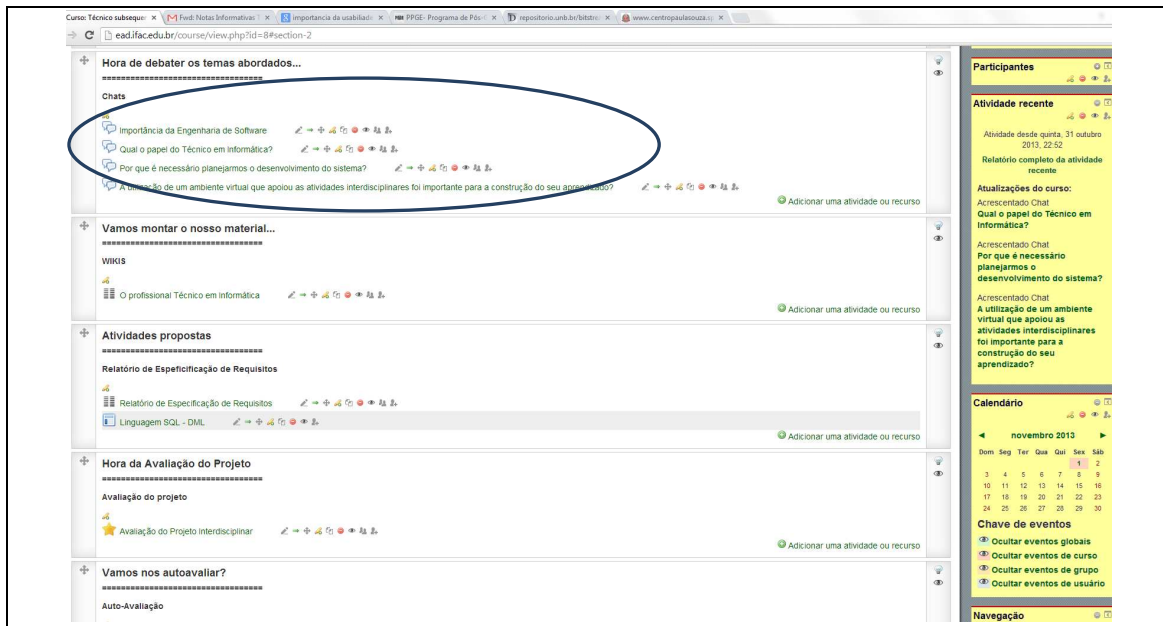 Curso: Técnico subsequer
Fwd: Notas Informativas
importancia da usabilidade
PPGE- Programa de Pós-G
repositorio.unb.br/bitstrea
www.centropaulasouza.sp
ead.ifac.edu.br/course/view.php?id=8#section-2
Hora de debater os temas abordados...
==================================
Chats
Importância da Engenharia de Software
Qual o papel do Técnico em Informática?
Por que é necessário planejarmos o desenvolvimento do sistema?
A utilização de um ambiente virtual que apoiou as atividades interdisciplinares foi importante para a construção do seu aprendizado?
Adicionar uma atividade ou recurso
Vamos montar o nosso material...
==================================
WIKIS
O profissional Técnico em Informática
Adicionar uma atividade ou recurso
Atividades propostas
==================================
Relatório de Espeficificação de Requisitos
Relatório de Especificação de Requisitos
Linguagem SQL - DML
Adicionar uma atividade ou recurso
Hora da Avaliação do Projeto
==================================
Avaliação do projeto
Avaliação do Projeto Interdisciplinar
Adicionar uma atividade ou recurso
Vamos nos autoavaliar?
==================================
Auto-Avaliação
Participantes
Atividade recente
Atividade desde quinta, 31 outubro
2013, 22:52
Relatório completo da atividade
recente
Atualizações do curso:
Acrescentado Chat
Qual o papel do Técnico em
Informática?
Acrescentado Chat
Por que é necessário
planejarmos o
desenvolvimento do sistema?
Acrescentado Chat
A utilização de um ambiente
virtual que apoiou as
atividades interdisciplinares
foi importante para a
construção do seu
aprendizado?
Calendário
◄ novembro 2013 ►
Dom Seg Ter Qua Qui Sex Sáb
1 2
3 4 5 6 7 8 9
10 11 12 13 14 15 16
17 18 19 20 21 22 23
24 25 26 27 28 29 30
Chave de eventos
Ocultar eventos globais
Ocultar eventos de curso
Ocultar eventos de grupo
Ocultar eventos de usuário
Navegação